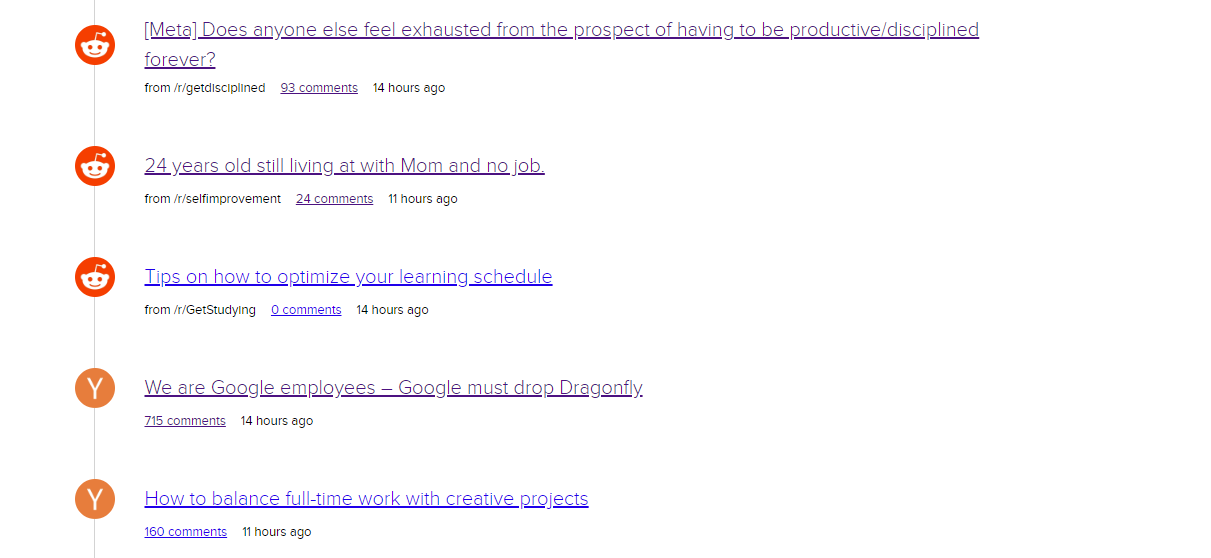 [Meta] Does anyone else feel exhausted from the prospect of having to be productive/disciplined
forever?
from /r/getdisciplined 93 comments 14 hours ago
24 years old still living at with Mom and no job.
from /r/selfimprovement 24 comments 11 hours ago
Tips on how to optimize your learning schedule
from /r/GetStudying 0 comments 14 hours ago
Y We are Google employees – Google must drop Dragonfly
715 comments 14 hours ago
Y How to balance full-time work with creative projects
160 comments 11 hours ago